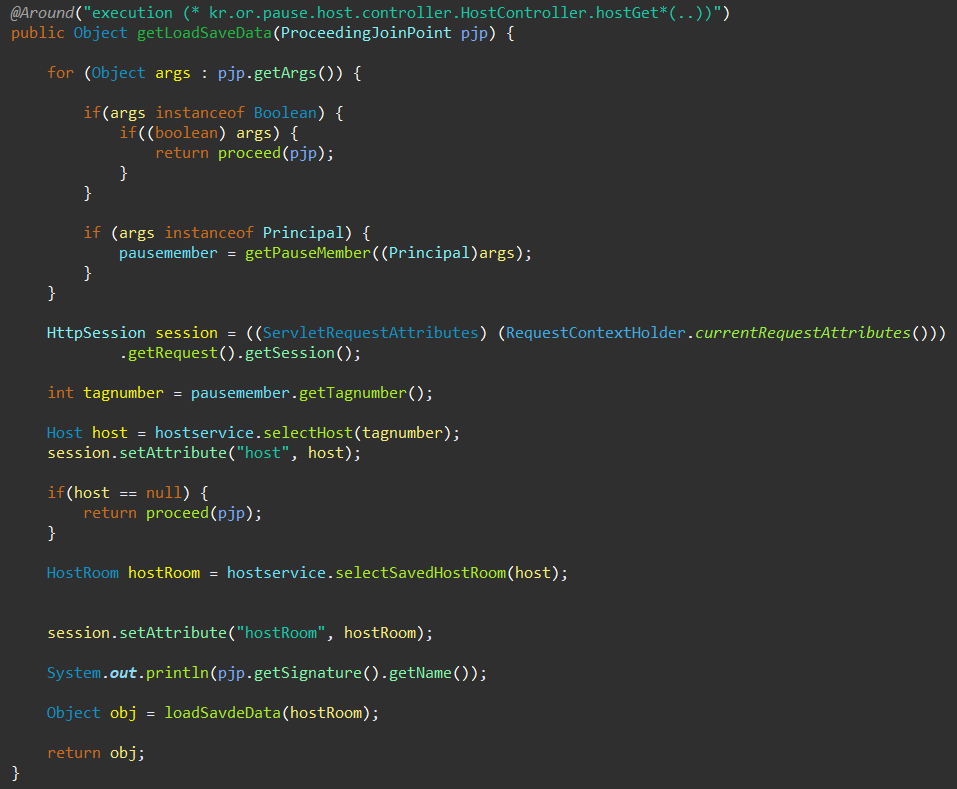 @Around("execution (* kr.or.pause.host.controller.HostController.hostGet*(..))")
public Object getLoadSaveData(ProceedingJoinPoint pjp) {
for (Object args : pjp.getArgs()) {
if(args instanceof Boolean) {
if((boolean) args) {
return proceed(pjp);
}
}
if (args instanceof Principal) {
pausemember = getPauseMember((Principal)args);
}
}
HttpSession session = ((ServletRequestAttributes) (RequestContextHolder.currentRequestAttributes()))
.getRequest().getSession();
int tagnumber = pausemember.getTagnumber();
Host host = hostservice.selectHost(tagnumber);
session.setAttribute("host", host);
if(host == null) {
return proceed(pjp);
}
HostRoom hostRoom = hostservice.selectSavedHostRoom(host);
session.setAttribute("hostRoom", hostRoom);
System.out.println(pjp.getSignature().getName());
Object obj = loadSavdeData(hostRoom);
return obj;
}